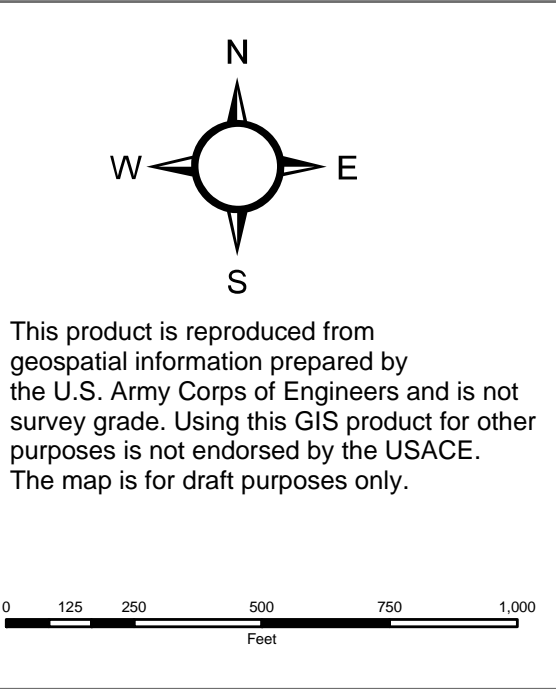 N
W E
S
This product is reproduced from
geospatial information prepared by
the U.S. Army Corps of Engineers and is not
survey grade. Using this GIS product for other
purposes is not endorsed by the USACE.
The map is for draft purposes only.
0 125 250 500 750 1,000
Feet